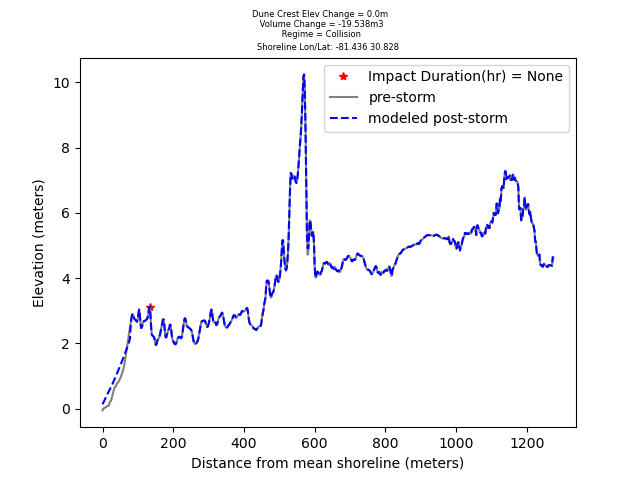 Dune Crest Elev Change = 0.0m
Volume Change = -19.538m3
Regime = Collision
Shoreline Lon/Lat: -81.436 30.828
Impact Duration(hr) = None
pre-storm
modeled post-storm
Elevation (meters)
10
8
6
4
2
0
0 200 400 600 800 1000 1200
Distance from mean shoreline (meters)